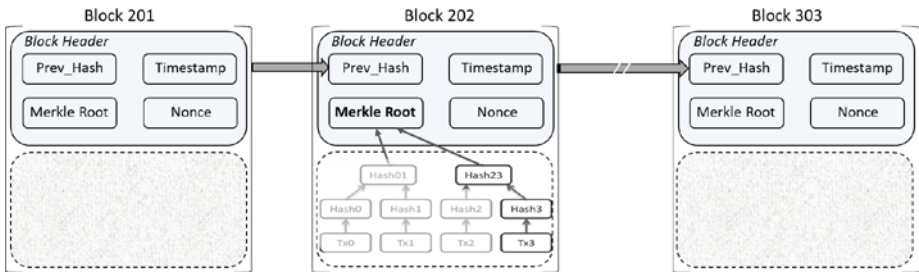 Block 201
Block 202
Block 303
Block Header
Block Header
Block Header
Prev_Hash
Timestamp
Prev_Hash
Timestamp
Prev_Hash
Timestamp
Merkle Root
Nonce
Merkle Root
Nonce
Merkle Root
Nonce
Hash01
Hash23
Hash0
Hash1
Hash2
Hash3
Tx0
Tx1
Tx2
Tx3